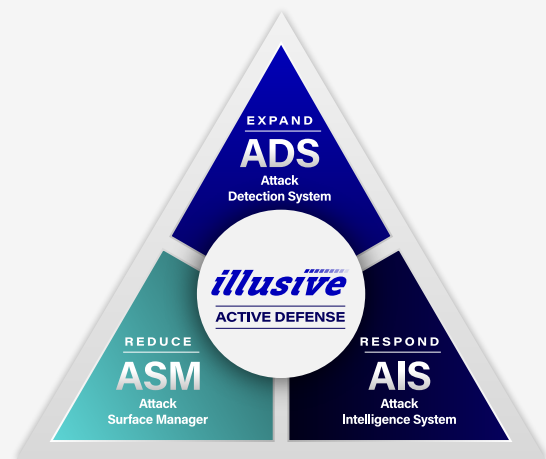 EXPAND
ADS
Attack
Detection System
illusive
ACTIVE DEFENSE
REDUCE
ASM
Attack
Surface Manager
RESPOND
AIS
Attack
Intelligence System